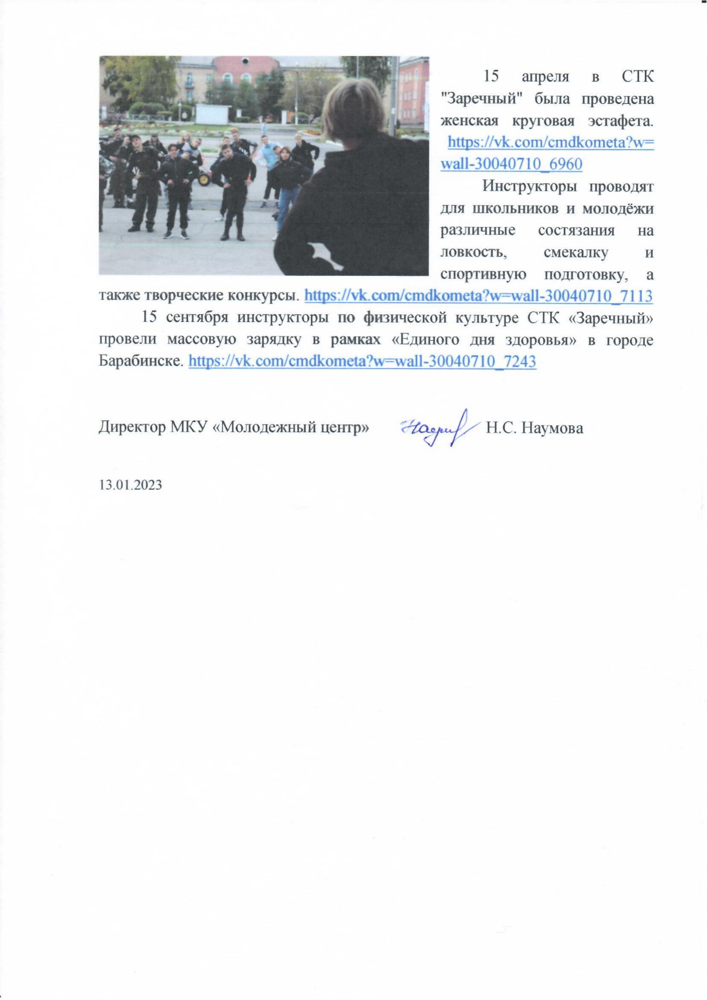 15 апреля в СТК
"Заречный" была проведена
женская круговая эстафета.
https://vk.com/cmdkometa?w=
wall-30040710_6960
Инструкторы проводят
для школьников и молодёжи
различные состязания на
ловкость, смекалку и
спортивную подготовку, а
также творческие конкурсы. https://vk.com/cmdkometa?w=wall-30040710_7113
15 сентября инструкторы по физической культуре СТК «Заречный»
провели массовую зарядку в рамках «Единого дня здоровья» в городе
Барабинске. https://vk.com/cmdkometa?w=wall-30040710_7243
Директор МКУ «Молодежный центр» Н.С. Наумова
13.01.2023